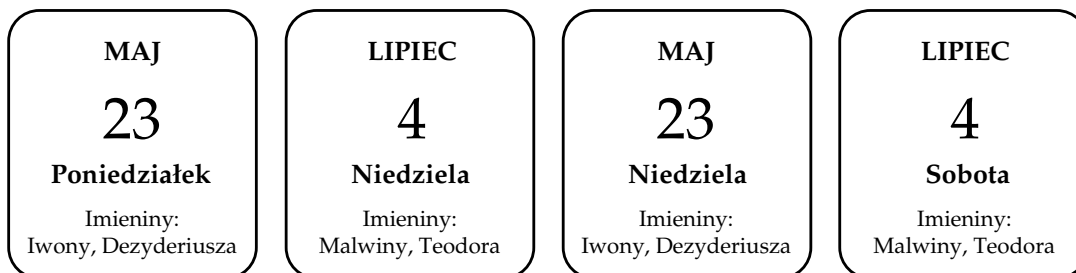 MAJ
23
Poniedziałek
Imieniny:
Iwony, Dezyderiusza
LIPIEC
4
Niedziela
Imieniny:
Malwiny, Teodora
MAJ
23
Niedziela
Imieniny:
Iwony, Dezyderiusza
LIPIEC
4
Sobota
Imieniny:
Malwiny, Teodora